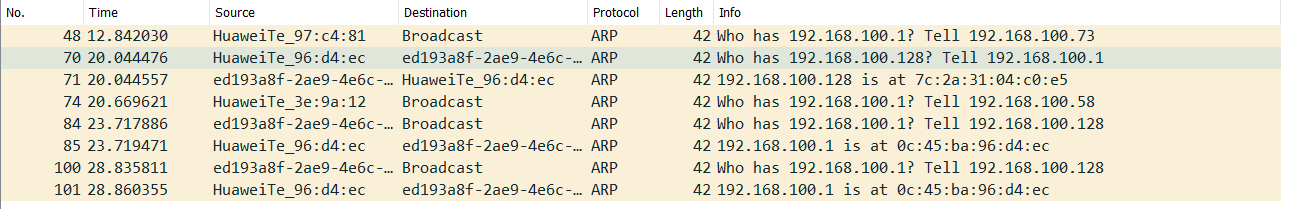 No. Time Source Destination Protocol Length Info
48 12.842030 HuaweiTe_97:c4:81 Broadcast ARP 42 Who has 192.168.100.1? Tell 192.168.100.73
70 20.044476 HuaweiTe_96:d4:ec ed193a8f-2ae9-4e6c-… ARP 42 Who has 192.168.100.128? Tell 192.168.100.1
71 20.044557 ed193a8f-2ae9-4e6c-… HuaweiTe_96:d4:ec ARP 42 192.168.100.128 is at 7c:2a:31:04:c0:e5
74 20.669621 HuaweiTe_3e:9a:12 Broadcast ARP 42 Who has 192.168.100.1? Tell 192.168.100.58
84 23.717886 ed193a8f-2ae9-4e6c-… Broadcast ARP 42 Who has 192.168.100.1? Tell 192.168.100.128
85 23.719471 HuaweiTe_96:d4:ec ed193a8f-2ae9-4e6c-… ARP 42 192.168.100.1 is at 0c:45:ba:96:d4:ec
100 28.835811 ed193a8f-2ae9-4e6c-… Broadcast ARP 42 Who has 192.168.100.1? Tell 192.168.100.128
101 28.860355 HuaweiTe_96:d4:ec ed193a8f-2ae9-4e6c-… ARP 42 192.168.100.1 is at 0c:45:ba:96:d4:ec